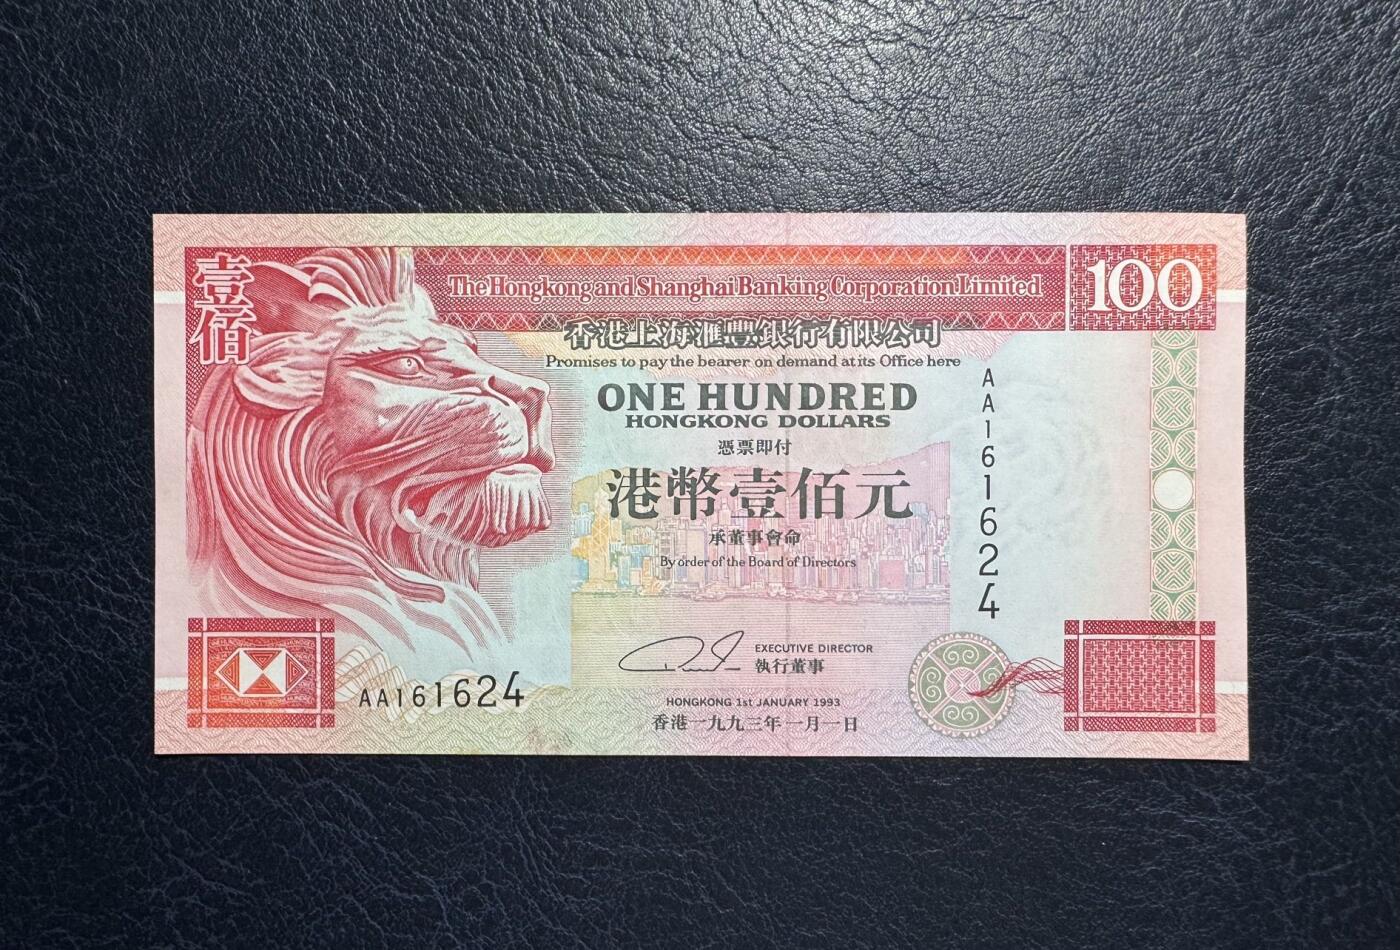 壹佰
The Hongkong and Shanghai Banking Corporation Limited
100
香港上海滙豐銀行有限公司
Promises to pay the bearer on demand at its Office here
ONE HUNDRED
HONGKONG DOLLARS
憑票即付
港幣壹佰元
承董事會命
By order of the Board of Directors
AA161624
EXECUTIVE DIRECTOR
執行董事
AA161624
HONGKONG 1st JANUARY 1993
香港一九九三年一月一日